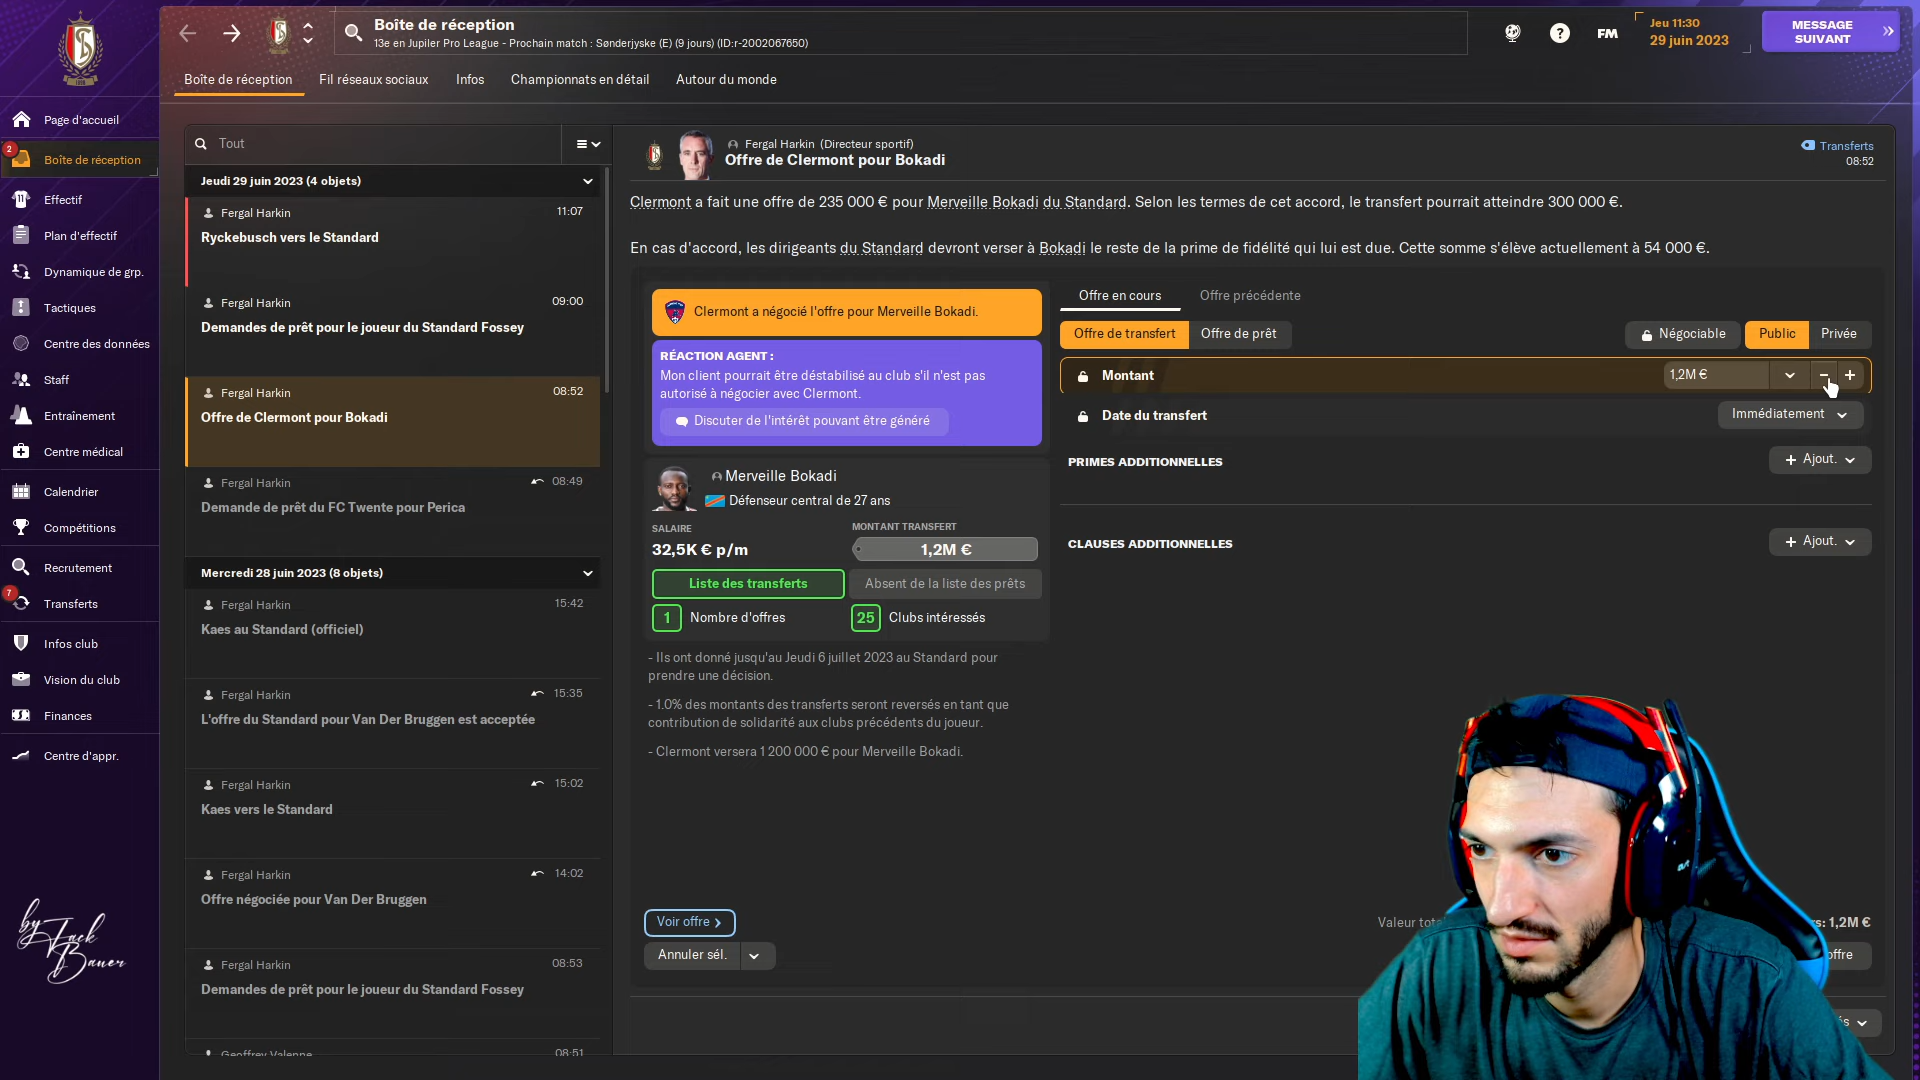 Boîte de réception
13e en Jupiler Pro League - Prochain match : Sønderjyske (E) (9 jours) (ID:r-2002067650)
FM
Jeu 11:30
29 juin 2023
MESSAGE
SUIVANT
Boîte de réception
Fil réseaux sociaux
Infos
Championnats en détail
Autour du monde
Page d'accueil
2
Boîte de réception
Effectif
Plan d'effectif
Dynamique de grp.
Tactiques
Centre des données
Staff
Entraînement
Centre médical
Calendrier
Compétitions
Recrutement
7
Transferts
Infos club
Vision du club
Finances
Centre d'appr.
by Jack
Bauer
Tout
Jeudi 29 juin 2023 (4 objets)
Fergal Harkin
11:07
Ryckebusch vers le Standard
Fergal Harkin
09:00
Demandes de prêt pour le joueur du Standard Fossey
Fergal Harkin
08:52
Offre de Clermont pour Bokadi
Fergal Harkin
08:49
Demande de prêt du FC Twente pour Perica
Mercredi 28 juin 2023 (8 objets)
Fergal Harkin
15:42
Kaes au Standard (officiel)
Fergal Harkin
15:35
L'offre du Standard pour Van Der Bruggen est acceptée
Fergal Harkin
15:02
Kaes vers le Standard
Fergal Harkin
14:02
Offre négociée pour Van Der Bruggen
Fergal Harkin
08:53
Demandes de prêt pour le joueur du Standard Fossey
Geoffrey Valenne
08:51
Fergal Harkin (Directeur sportif)
Offre de Clermont pour Bokadi
Transferts
08:52
Clermont a fait une offre de 235 000 € pour Merveille Bokadi du Standard. Selon les termes de cet accord, le transfert pourrait atteindre 300 000 €.
En cas d'accord, les dirigeants du Standard devront verser à Bokadi le reste de la prime de fidélité qui lui est due. Cette somme s'élève actuellement à 54 000 €.
Clermont a négocié l'offre pour Merveille Bokadi.
RÉACTION AGENT :
Mon client pourrait être déstabilisé au club s'il n'est pas
autorisé à négocier avec Clermont.
Discuter de l'intérêt pouvant être généré
Merveille Bokadi
Défenseur central de 27 ans
SALAIRE
MONTANT TRANSFERT
32,5K € p/m
1,2M €
Liste des transferts
Absent de la liste des prêts
1
Nombre d'offres
25
Clubs intéressés
- Ils ont donné jusqu'au Jeudi 6 juillet 2023 au Standard pour
prendre une décision.
- 1.0% des montants des transferts seront reversés en tant que
contribution de solidarité aux clubs précédents du joueur.
- Clermont versera 1 200 000 € pour Merveille Bokadi.
Voir offre
Annuler sél.
Offre en cours
Offre précédente
Offre de transfert
Offre de prêt
Négociable
Public
Privée
Montant
1,2M €
Date du transfert
Immédiatement
PRIMES ADDITIONNELLES
+ Ajout.
CLAUSES ADDITIONNELLES
+ Ajout.
Valeur
1,2M €
offre